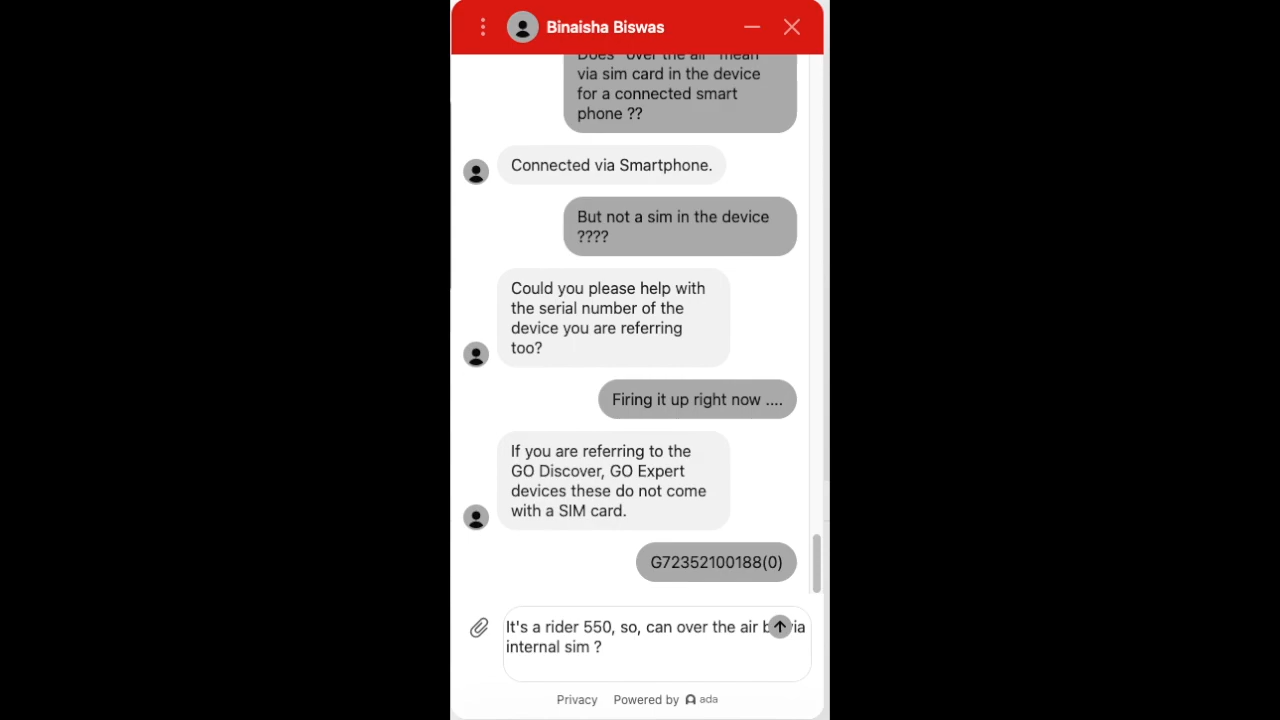 Binaisha Biswas
Does "over the air" mean
via sim card in the device
for a connected smart
phone ??
Connected via Smartphone.
But not a sim in the device
????
Could you please help with
the serial number of the
device you are referring
too?
Firing it up right now ....
If you are referring to the
GO Discover, GO Expert
devices these do not come
with a SIM card.
G72352100188(0)
It's a rider 550, so, can over the air via
internal sim ?
Privacy Powered by ada